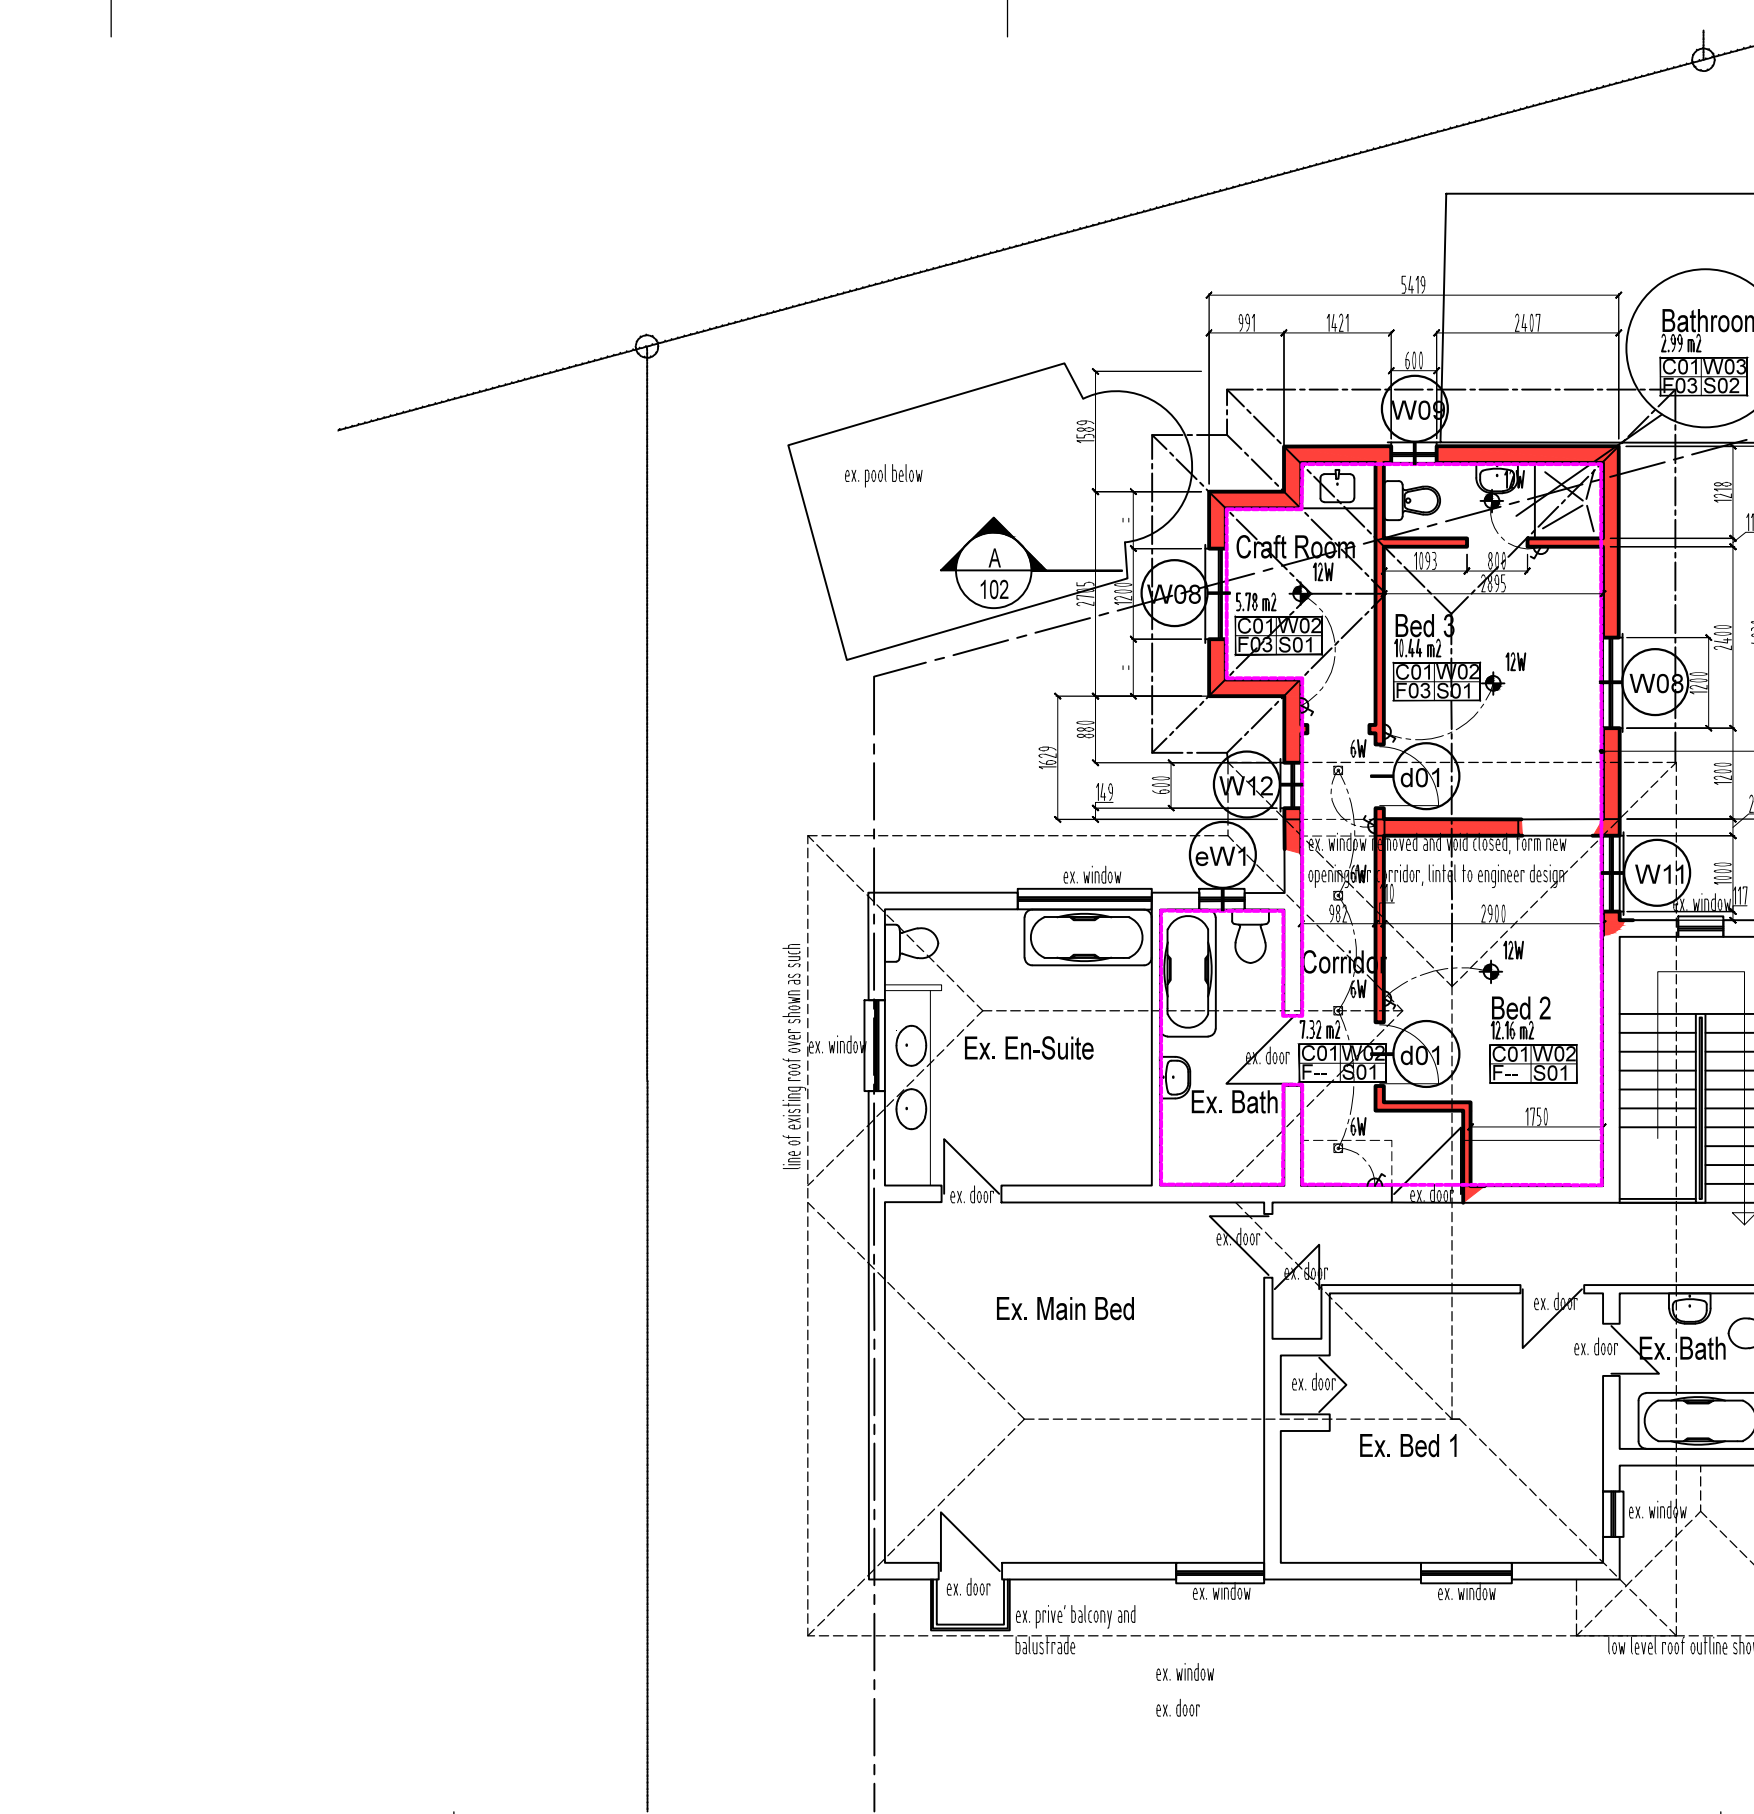 5419
991
1421
2407
600
W09
Bathroom
2.99 m2
C01 W03
F03 S02
1589
ex. pool below
12W
1218
A
102
W08
2705
1200
=
=
Craft Room
12W
5.78 m2
C01 W02
F03 S01
1093
800
2895
Bed 3
10.44 m2
C01 W02
F03 S01
12W
W08
1200
2400
880
1629
149
600
W12
6W
d01
1200
eW1
ex. window removed and void closed, form new
opening for corridor, lintel to engineer design
6W
W11
1000
117
ex. window
ex. window
982
110
2900
Corridor
12W
6W
7.32 m2
C01 W02
F-- S01
d01
Bed 2
12.16 m2
C01 W02
F-- S01
line of existing roof over shown as such
ex. window
Ex. En-Suite
ex. door
Ex. Bath
6W
1750
ex. door
ex. door
ex. door
ex. door
Ex. Main Bed
ex. door
ex. door
Ex. Bath
ex. door
Ex. Bed 1
ex. window
ex. door
ex. window
ex. window
ex. prive' balcony and
balustrade
low level roof outline
ex. window
ex. door